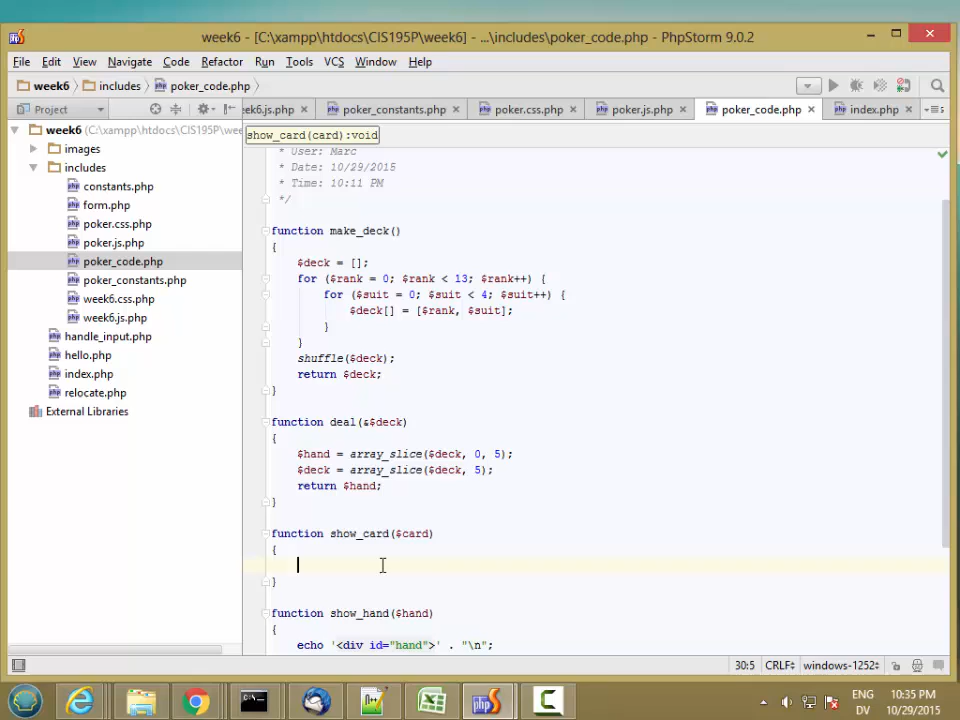 week6 - [C:\xampp\htdocs\CIS195P\week6] - ...\includes\poker_code.php - PhpStorm 9.0.2
File Edit View Navigate Code Refactor Run Tools VCS Window Help
week6 includes poker_code.php
Project eek6.js.php poker_constants.php poker.css.php poker.js.php poker_code.php index.php
week6 (C:\xampp\htdocs\CIS195P\wee
images
includes
constants.php
form.php
poker.css.php
poker.js.php
poker_code.php
poker_constants.php
week6.css.php
week6.js.php
handle_input.php
hello.php
index.php
relocate.php
External Libraries
show_card(card):void
* User: Marc
* Date: 10/29/2015
* Time: 10:11 PM
*/
function make_deck()
{
$deck = [];
for ($rank = 0; $rank < 13; $rank++) {
for ($suit = 0; $suit < 4; $suit++) {
$deck[] = [$rank, $suit];
}
}
shuffle($deck);
return $deck;
}
function deal(&$deck)
{
$hand = array_slice($deck, 0, 5);
$deck = array_slice($deck, 5);
return $hand;
}
function show_card($card)
{
}
function show_hand($hand)
{
echo '<div id="hand">' . "\n";
30:5 CRLF windows-1252
ENG 10:35 PM
DV 10/29/2015